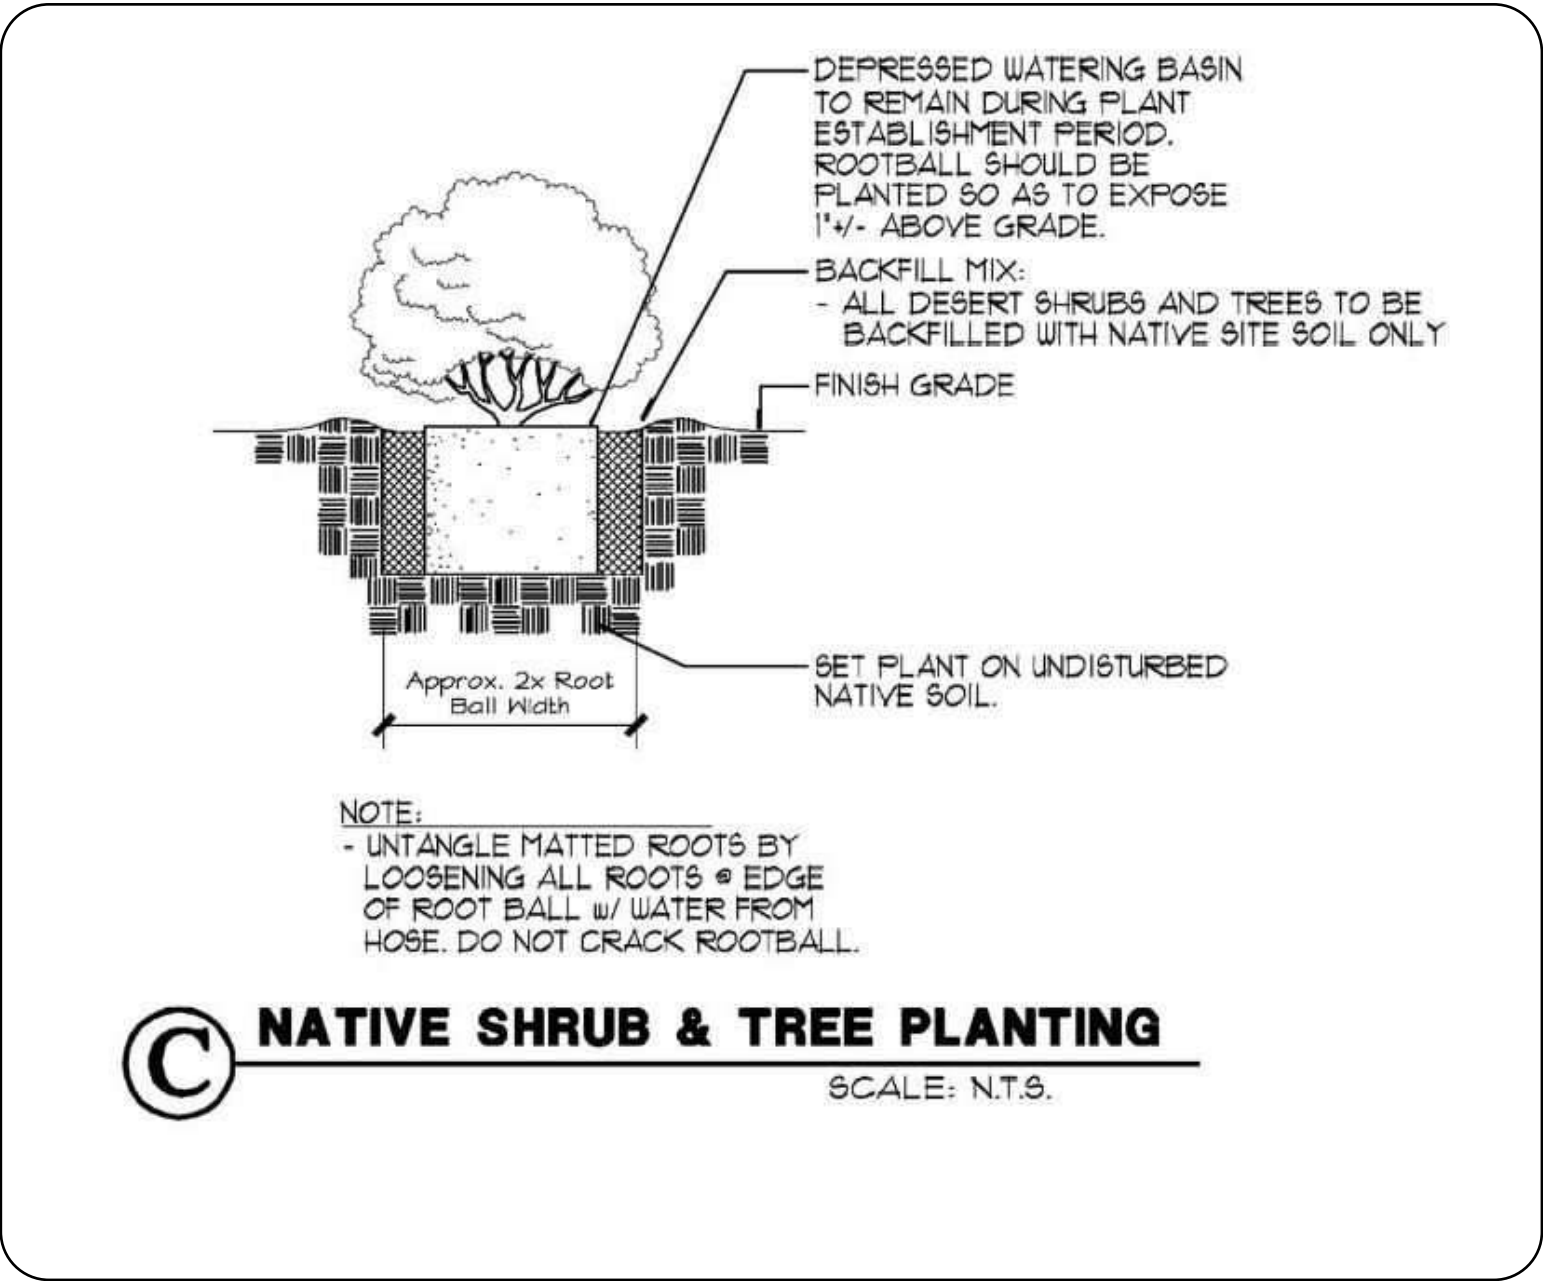 DEPRESSED WATERING BASIN
TO REMAIN DURING PLANT
ESTABLISHMENT PERIOD.
ROOTBALL SHOULD BE
PLANTED SO AS TO EXPOSE
1"+/- ABOVE GRADE.
BACKFILL MIX:
- ALL DESERT SHRUBS AND TREES TO BE
BACKFILLED WITH NATIVE SITE SOIL ONLY
FINISH GRADE
SET PLANT ON UNDISTURBED
NATIVE SOIL.
Approx. 2x Root
Ball Width
NOTE:
- UNTANGLE MATTED ROOTS BY
LOOSENING ALL ROOTS @ EDGE
OF ROOT BALL w/ WATER FROM
HOSE. DO NOT CRACK ROOTBALL.
C
NATIVE SHRUB & TREE PLANTING
SCALE: N.T.S.